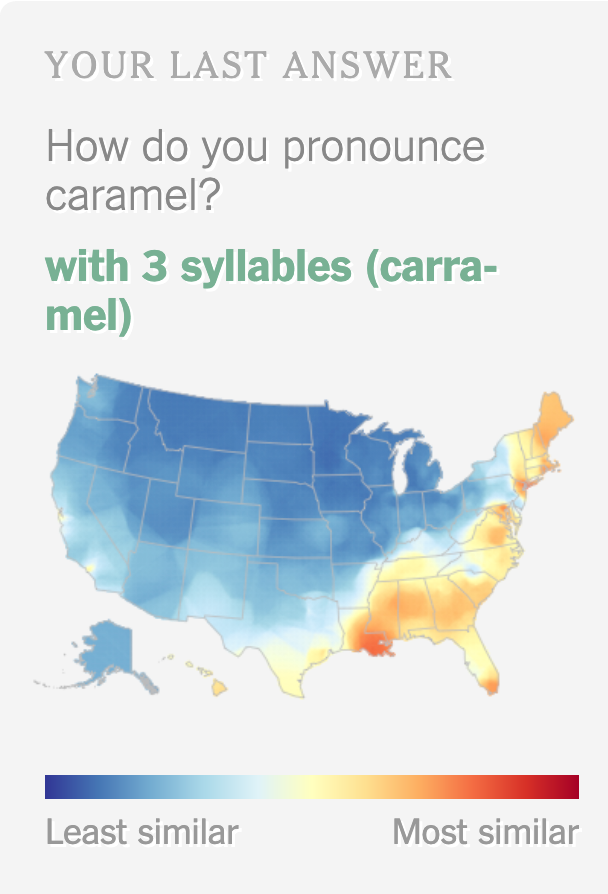 YOUR LAST ANSWER
How do you pronounce
caramel?
with 3 syllables (carra-
mel)
Least similar Most similar